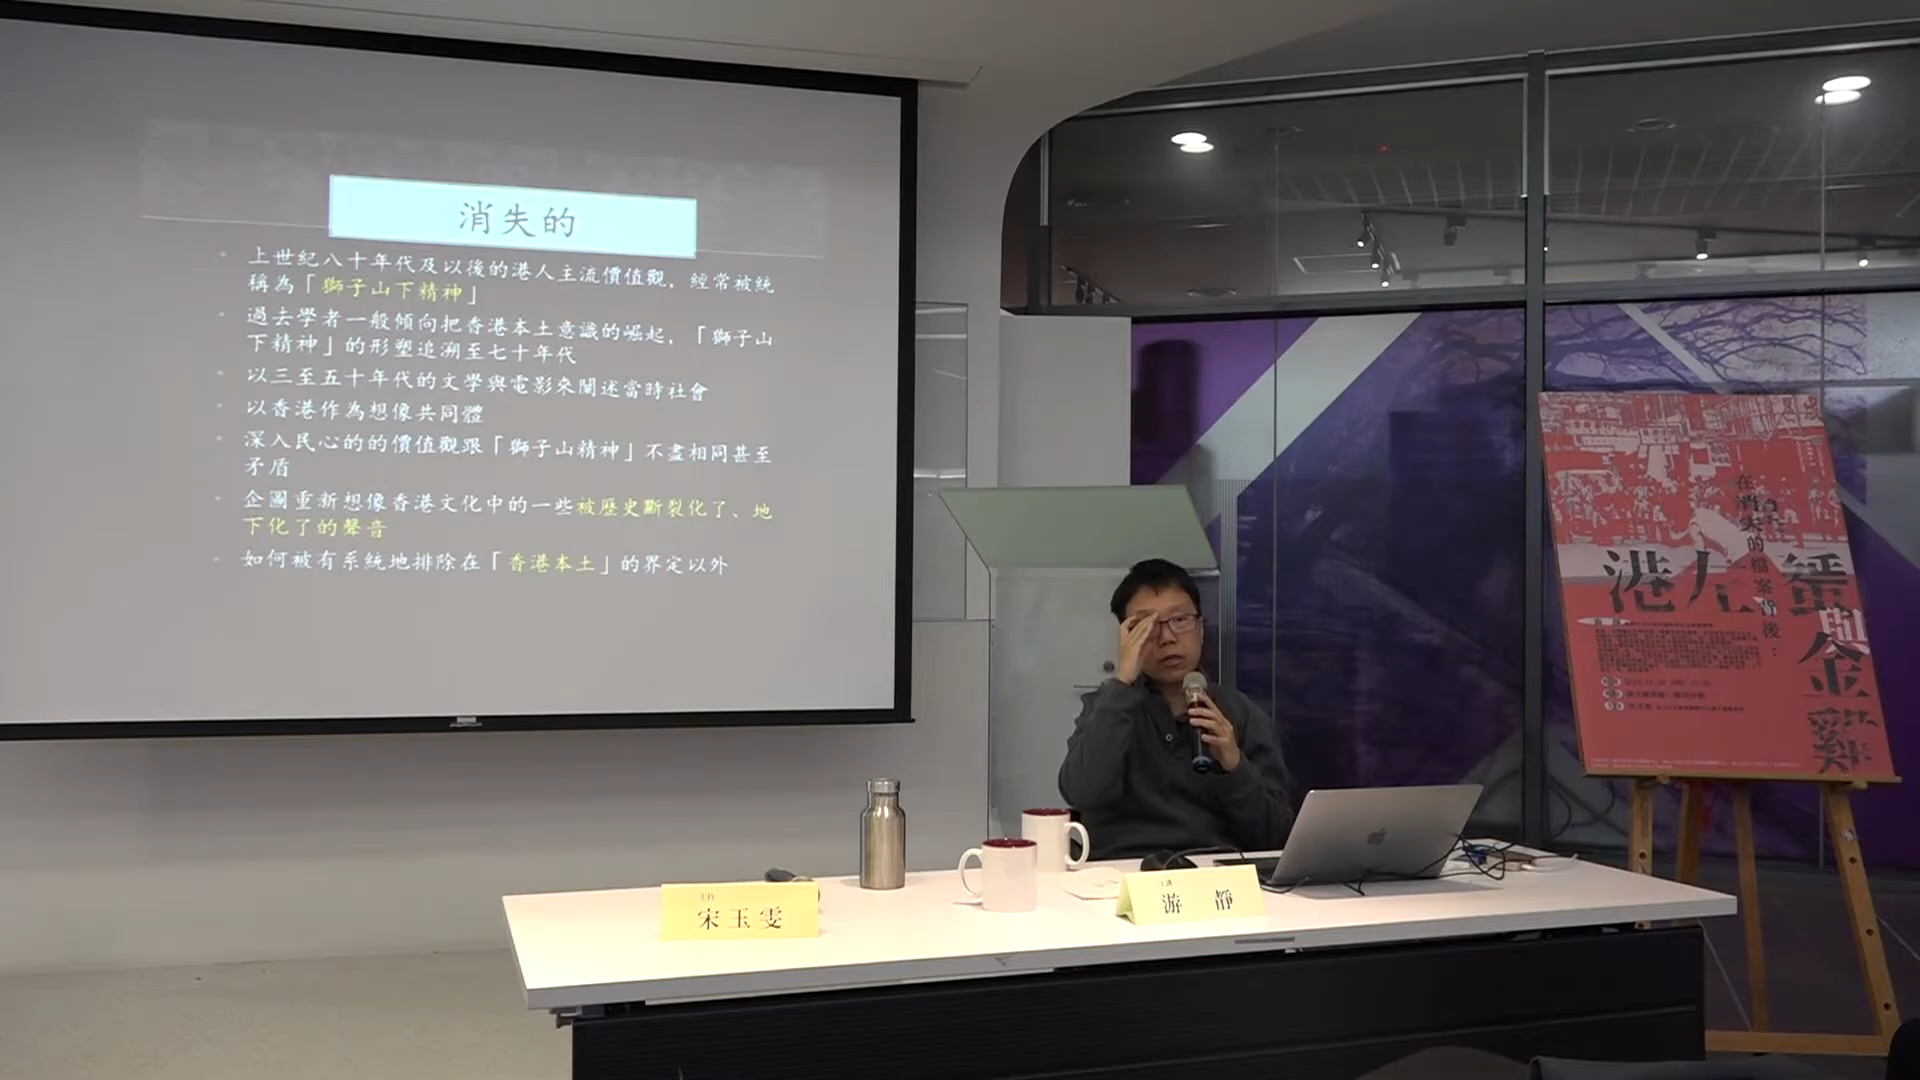 消失的
上世紀八十年代及以後的港人主流價值觀，經常被統
稱為「獅子山下精神」
過去學者一般傾向把香港本土意識的崛起，「獅子山
下精神」的形塑追溯至七十年代
以三至五十年代的文學與電影來闡述當時社會
以香港作為想像共同體
深入民心的的價值觀跟「獅子山精神」不盡相同甚至
矛盾
企圖重新想像香港文化中的一些被歷史斷裂化了、地
下化了的聲音
如何被有系統地排除在「香港本土」的界定以外
宋玉雯
游 靜
在消失的檔案背後：
港左蛋
與金雞